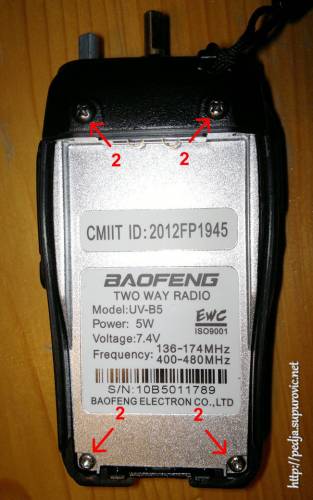 2 2
CMIIT ID: 2012FP1945
BAOFENG
TWO WAY RADIO
Model:UV-B5
Power: 5W
EWC
Voltage:7.4V
ISO9001
Frequency: 136-174MHz
400-480MHz
S/N:10B5011789
BAOFENG ELECTRON CO.,LTD
2 2
http://pedja.supurovic.net